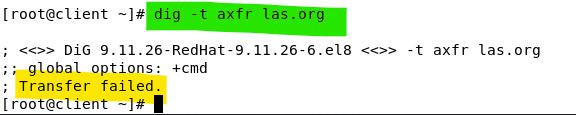 [root@client ~]# dig -t axfr las.org
; <<>> DiG 9.11.26-RedHat-9.11.26-6.el8 <<>> -t axfr las.org
;; global options: +cmd
; Transfer failed.
[root@client ~]#